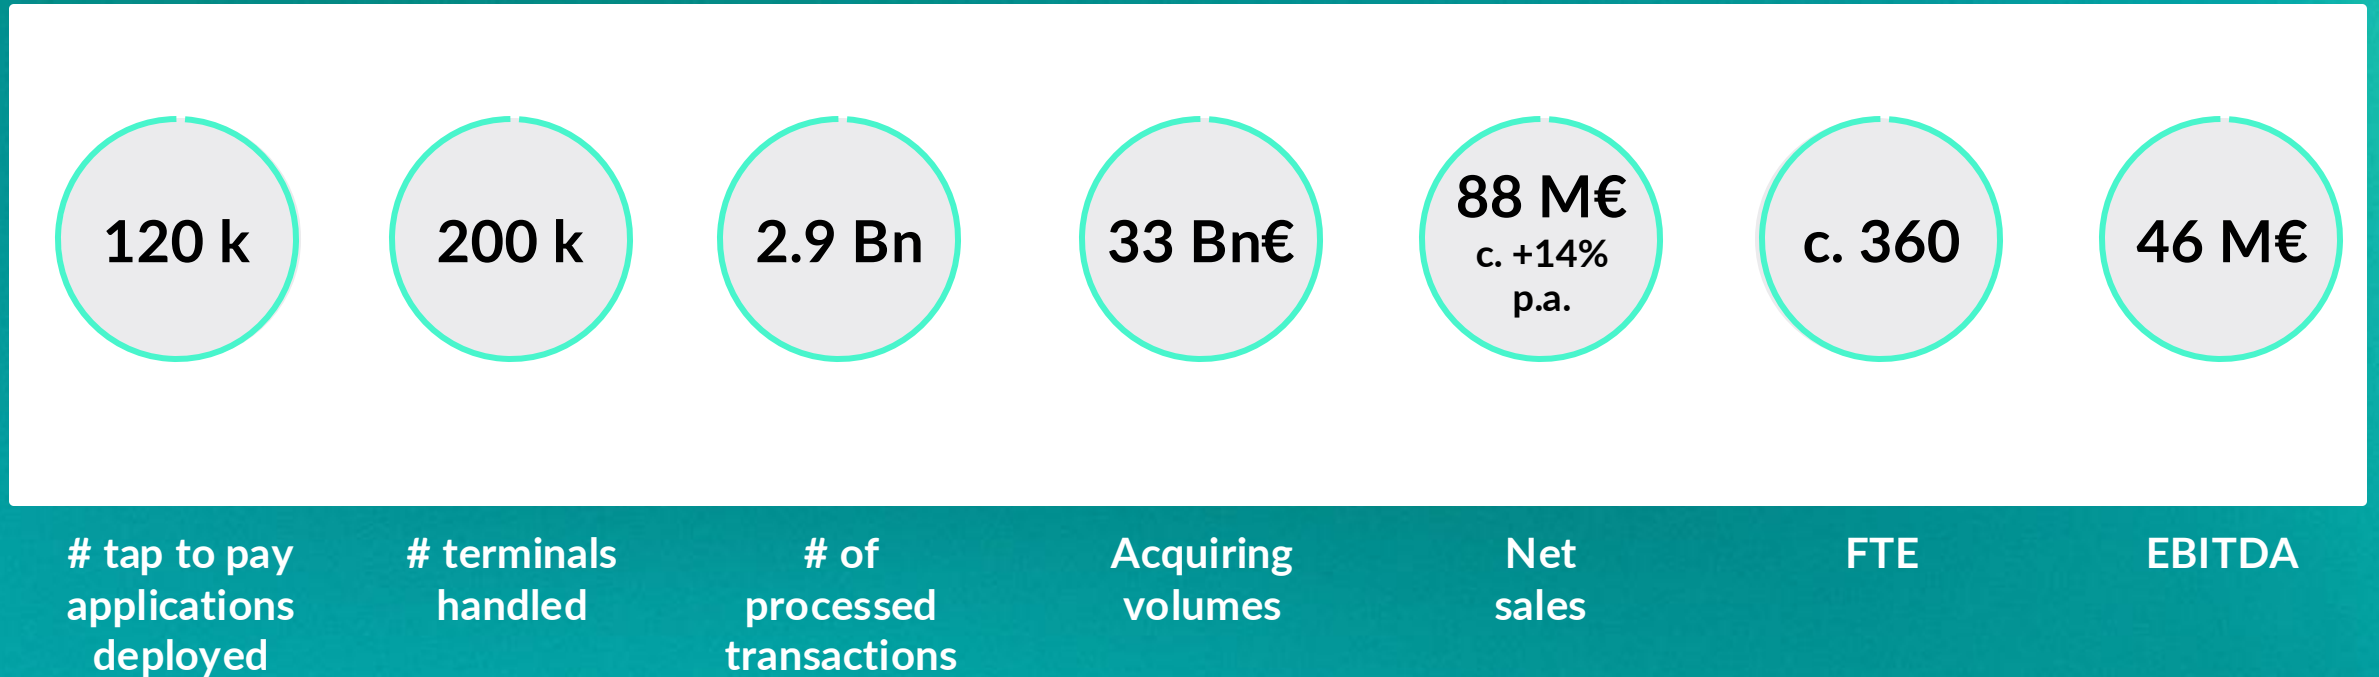 120 k
200 k
2.9 Bn
33 Bn€
88 M€
c. +14%
p.a.
c. 360
46 M€
# tap to pay
applications
deployed
# terminals
handled
# of
processed
transactions
Acquiring
volumes
Net
sales
FTE
EBITDA